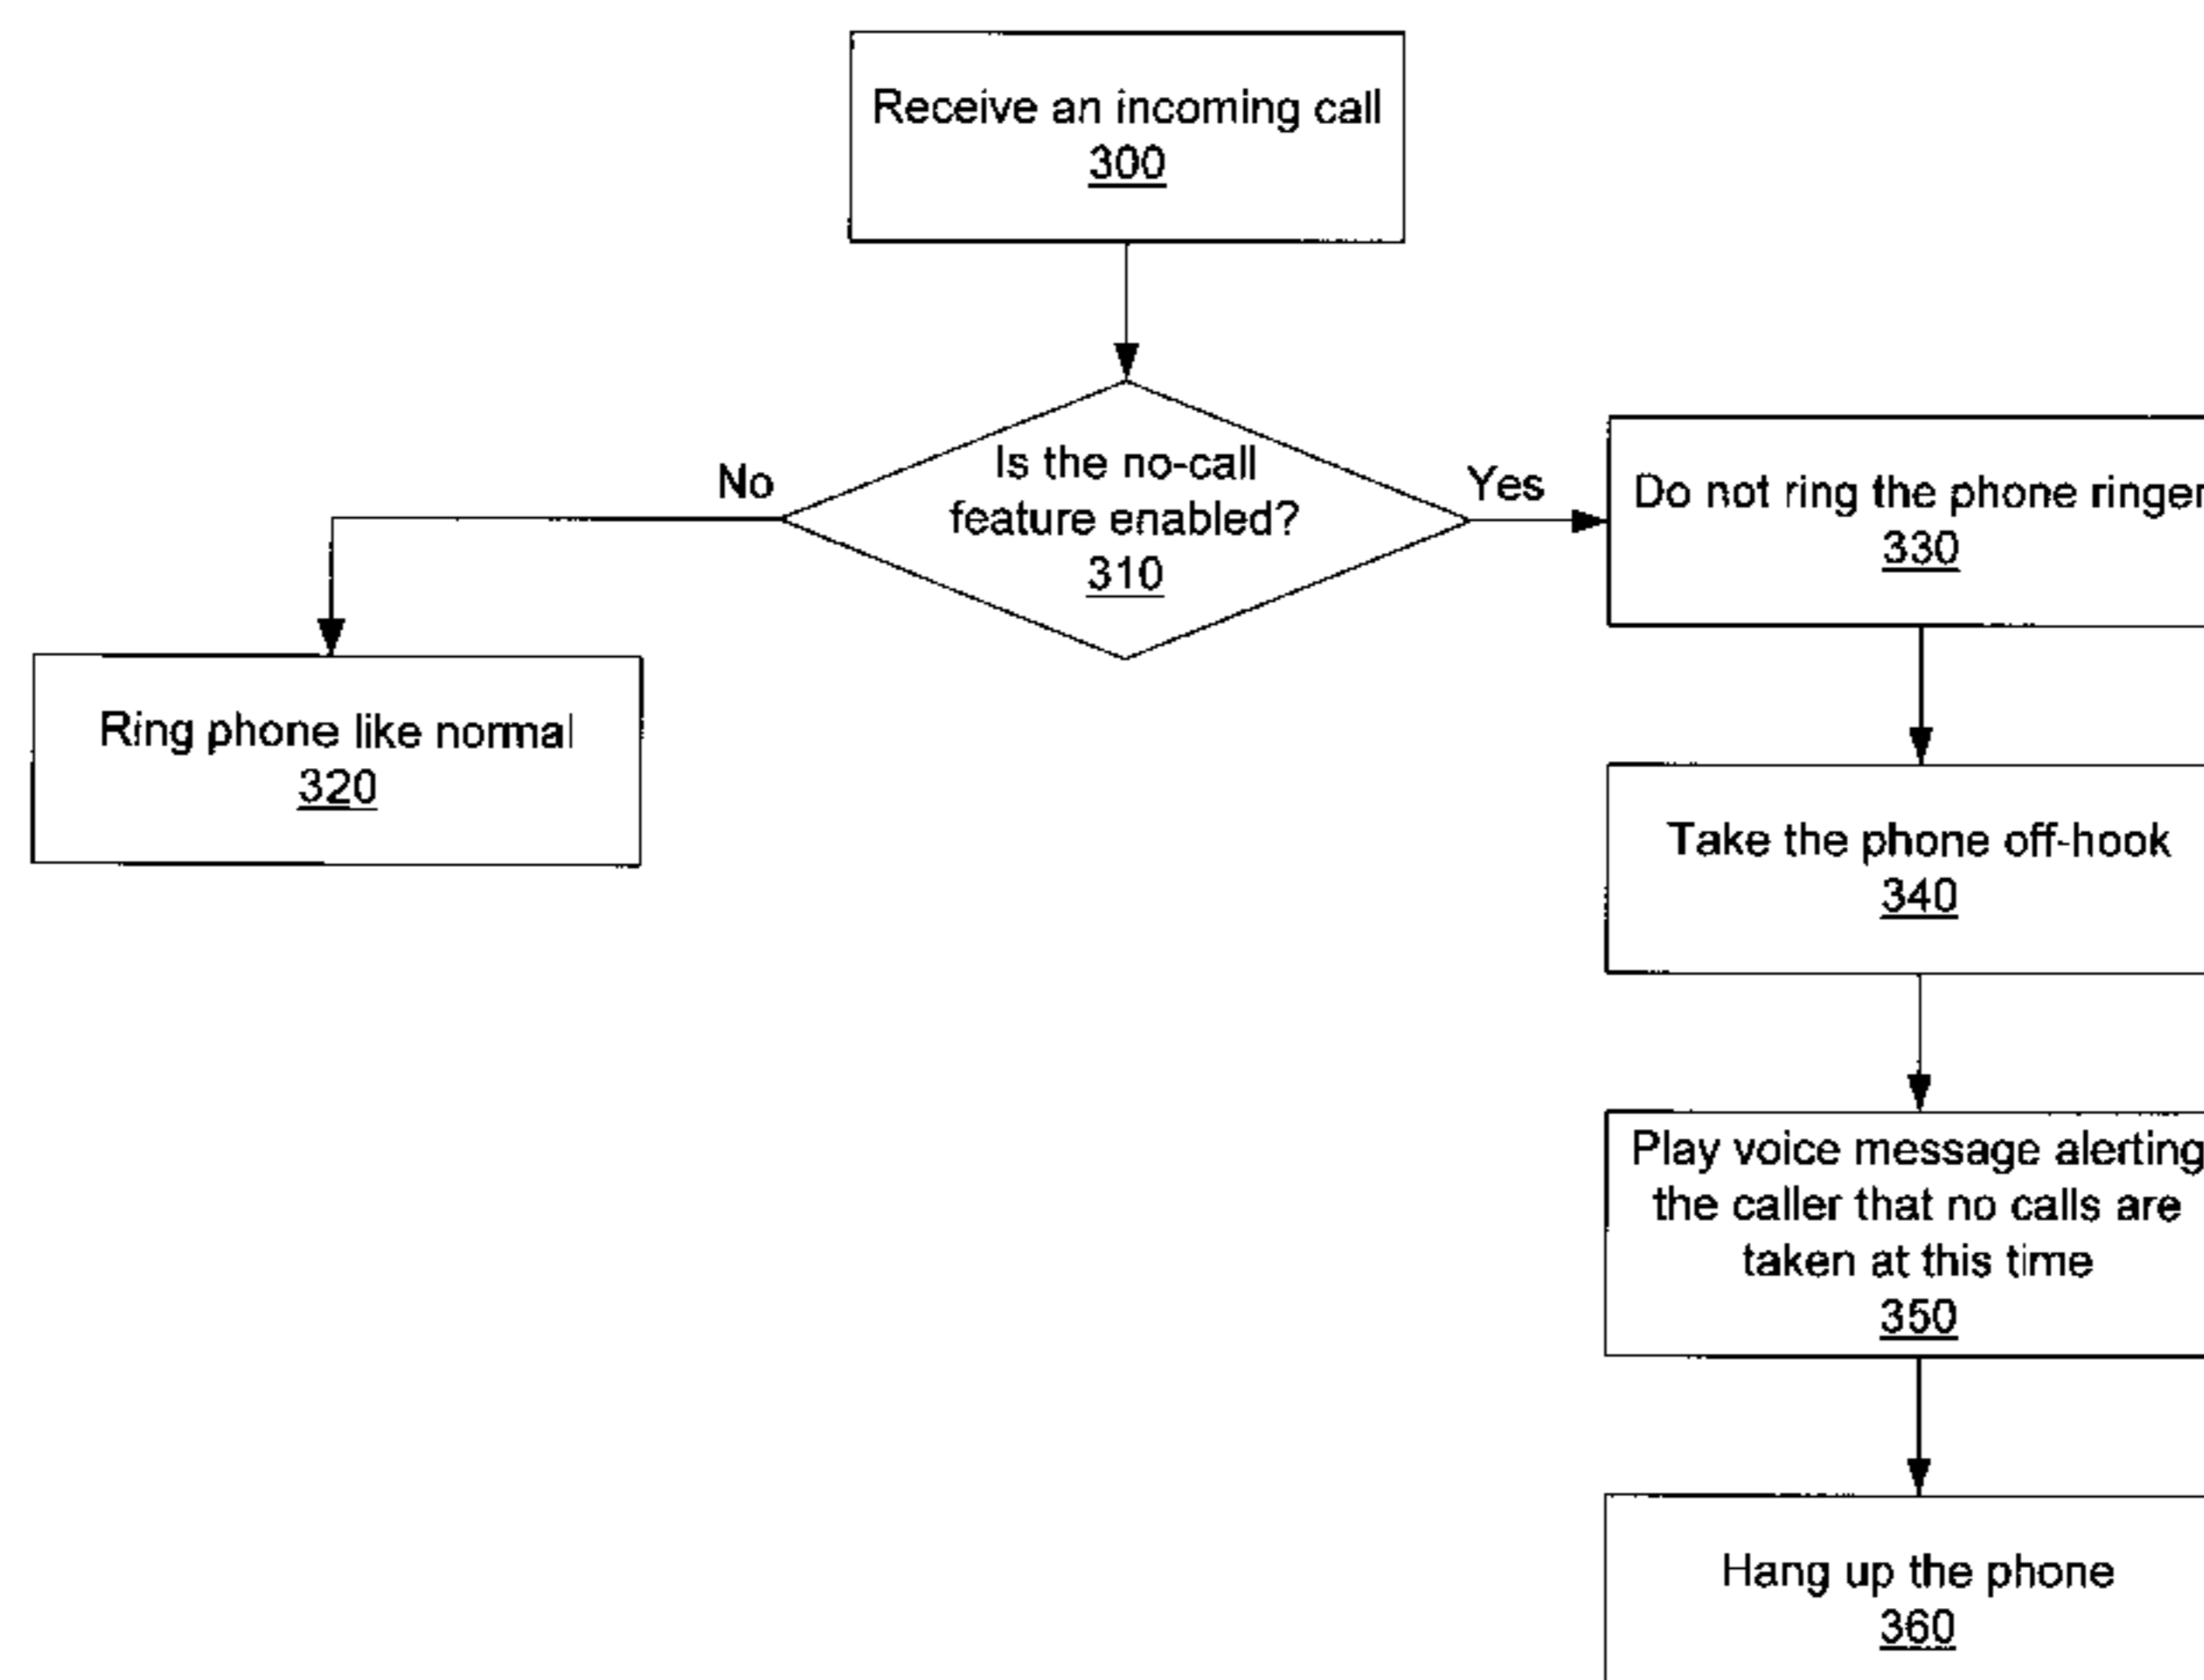 Receive an incoming call
300
Is the no-call
feature enabled?
310
No
Yes
Ring phone like normal
320
Do not ring the phone ringer
330
Take the phone off-hook
340
Play voice message alerting
the caller that no calls are
taken at this time
350
Hang up the phone
360